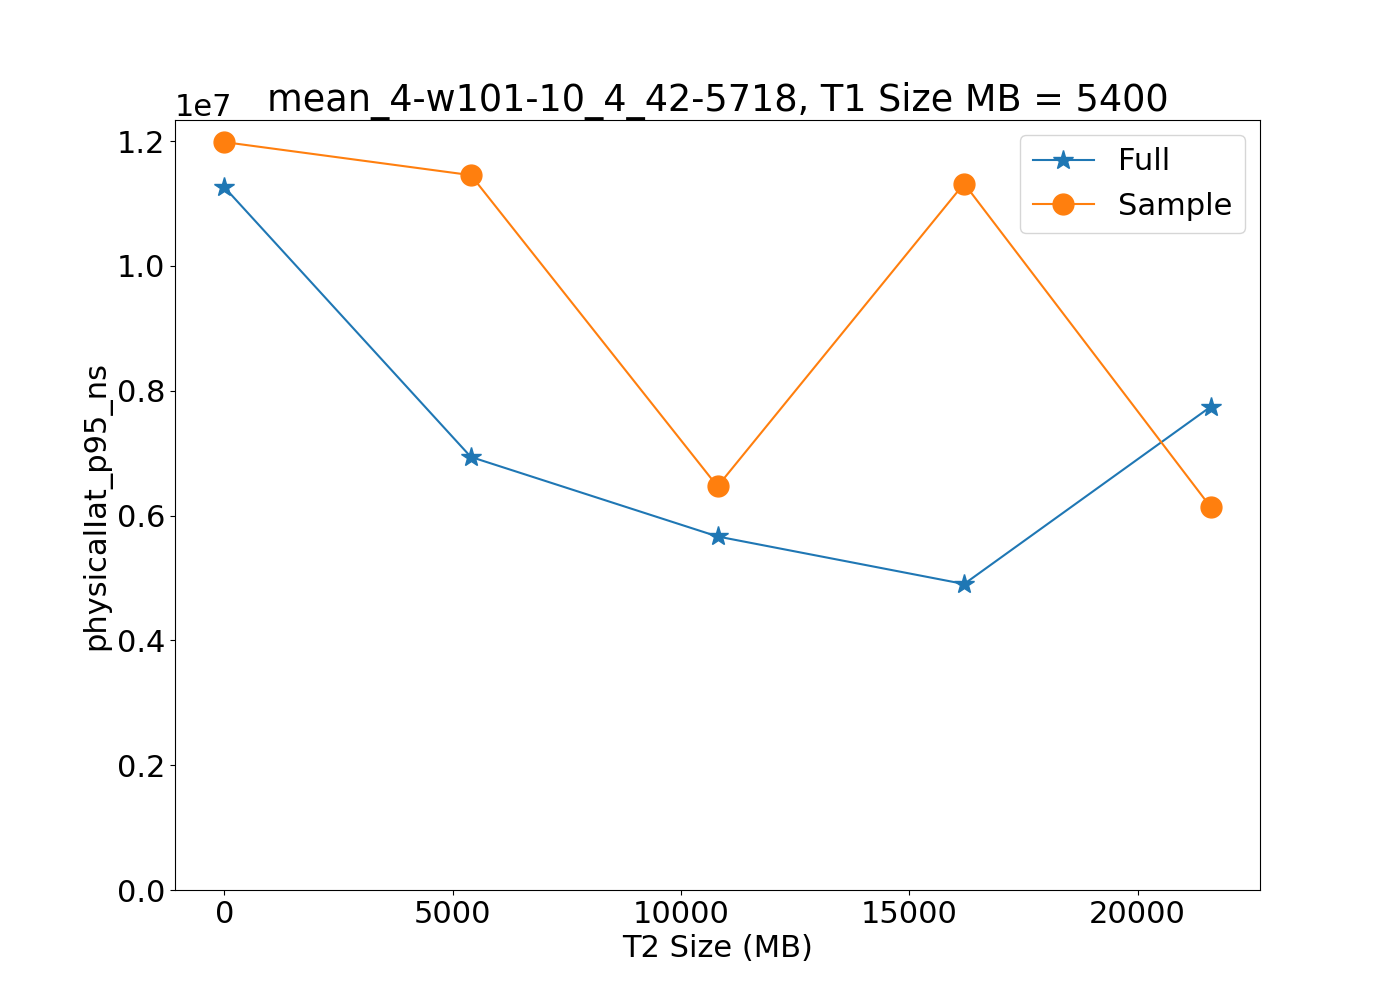 mean_4-w101-10_4_42-5718, T1 Size MB = 5400
1e7
Full
Sample
1.2
1.0
0.8
0.6
0.4
0.2
0.0
physicallat_p95_ns
0 5000 10000 15000 20000
T2 Size (MB)